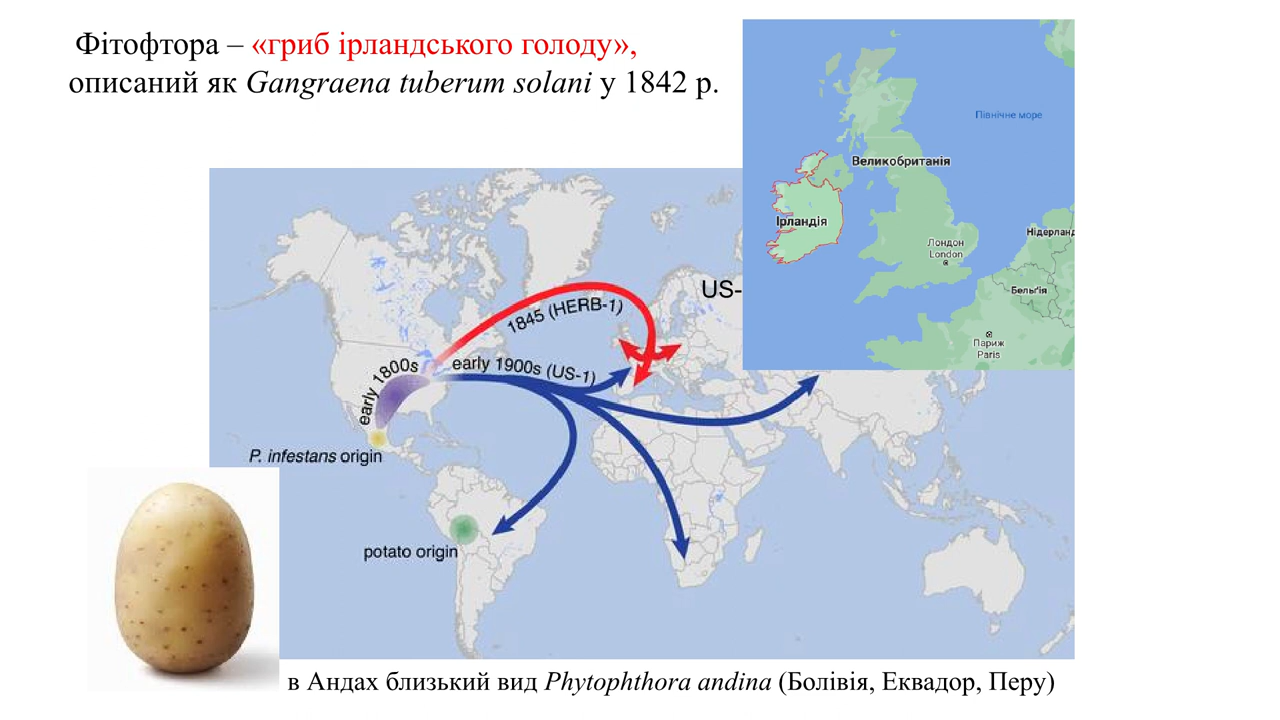 Фітофтора – «гриб ірландського голоду»,
описаний як Gangraena tuberum solani у 1842 р.
Північне море
Великобританія
Ірландія
Нідерланд
Лондон
London
Бельгія
Париж
Paris
US-
1845 (HERB-1)
early 1800s
early 1900s (US-1)
P. infestans origin
potato origin
в Андах близький вид Phytophthora andina (Болівія, Еквадор, Перу)